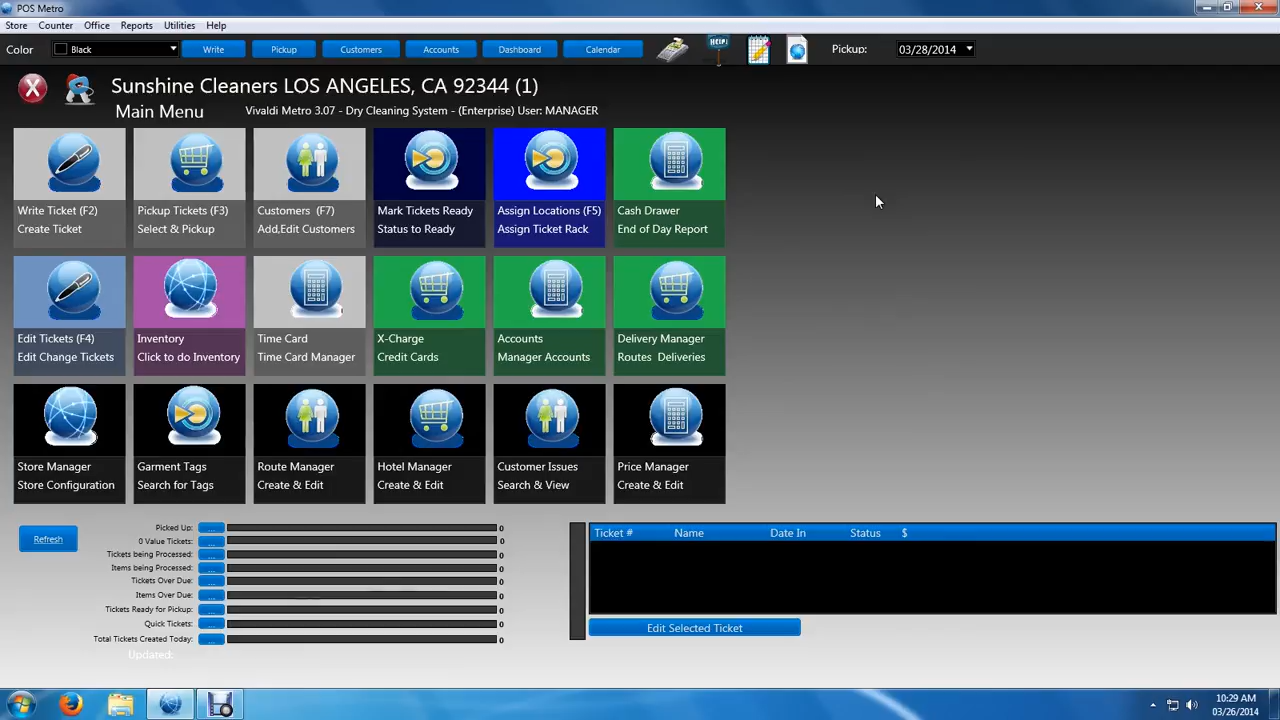 POS Metro
Store Counter Office Reports Utilities Help
Color Black Write Pickup Customers Accounts Dashboard Calendar HELP! Pickup: 03/28/2014
Sunshine Cleaners LOS ANGELES, CA 92344 (1)
Main Menu Vivaldi Metro 3.07 - Dry Cleaning System - (Enterprise) User: MANAGER
Write Ticket (F2) Pickup Tickets (F3) Customers (F7) Mark Tickets Ready Assign Locations (F5) Cash Drawer
Create Ticket Select & Pickup Add,Edit Customers Status to Ready Assign Ticket Rack End of Day Report
Edit Tickets (F4) Inventory Time Card X-Charge Accounts Delivery Manager
Edit Change Tickets Click to do Inventory Time Card Manager Credit Cards Manager Accounts Routes Deliveries
Store Manager Garment Tags Route Manager Hotel Manager Customer Issues Price Manager
Store Configuration Search for Tags Create & Edit Create & Edit Search & View Create & Edit
Refresh
Picked Up: ... 0
0 Value Tickets: ... 0
Tickets being Processed: ... 0
Items being Processed: ... 0
Tickets Over Due: ... 0
Items Over Due: ... 0
Tickets Ready for Pickup: ... 0
Quick Tickets: ... 0
Total Tickets Created Today: ... 0
Updated:
Ticket # Name Date In Status $
Edit Selected Ticket
10:29 AM
03/26/2014